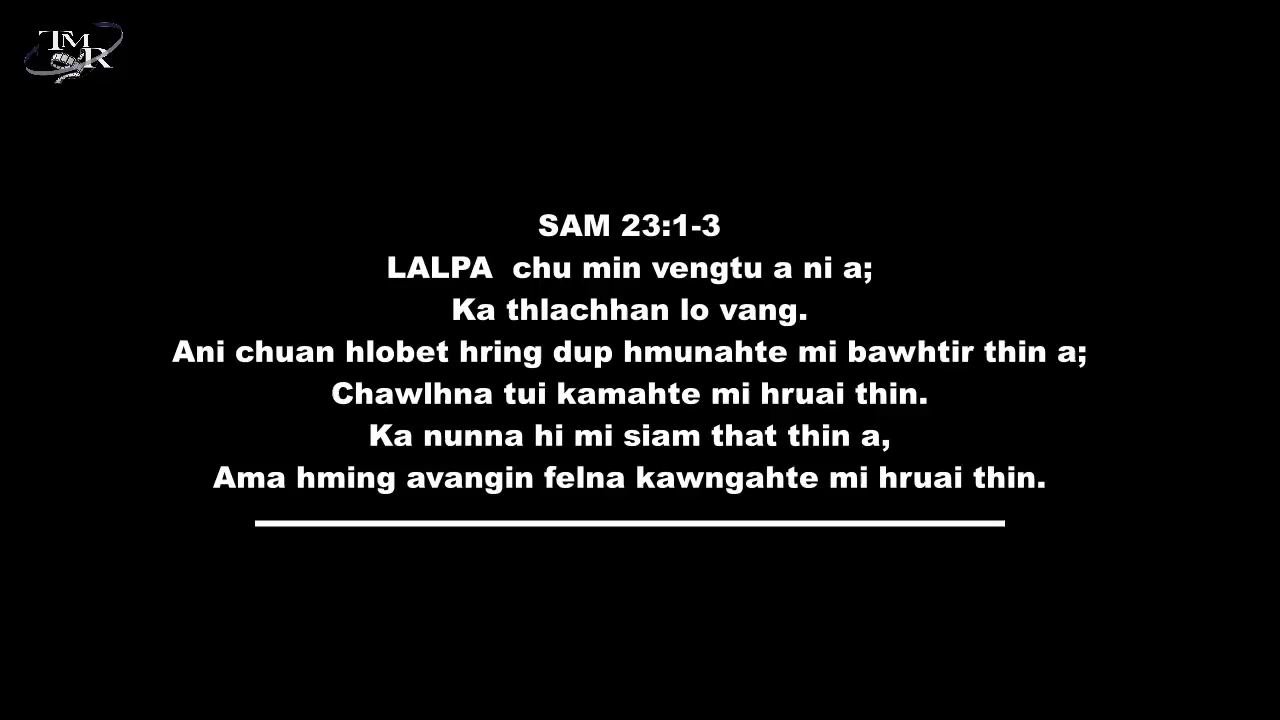 TMR
SAM 23:1-3
LALPA  chu min vengtu a ni a;
Ka thlachhan lo vang.
Ani chuan hlobet hring dup hmunahte mi bawhtir thin a;
Chawlhna tui kamahte mi hruai thin.
Ka nunna hi mi siam that thin a,
Ama hming avangin felna kawngahte mi hruai thin.